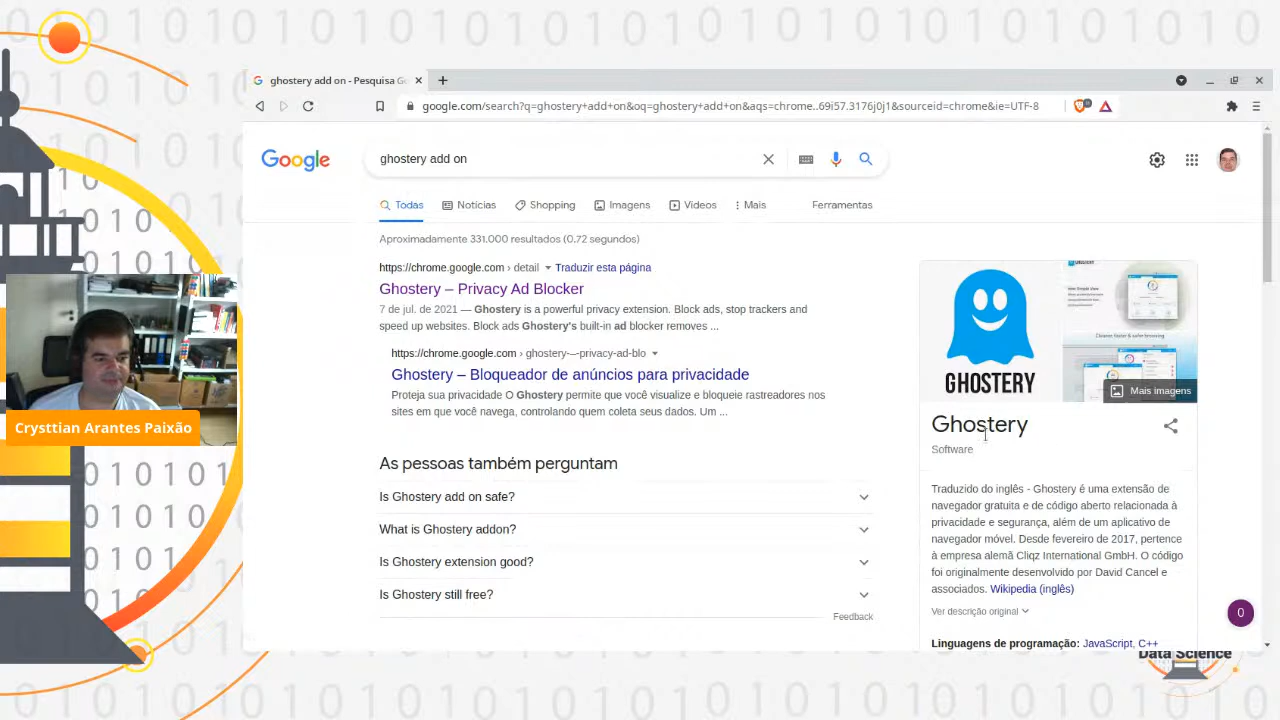 ghostery add on - Pesquisa Go
google.com/search?q=ghostery+add+on&oq=ghostery+add+on&aqs=chrome..69i57.3176j0j1&sourceid=chrome&ie=UTF-8
Google
ghostery add on
Todas
Notícias
Shopping
Imagens
Vídeos
Mais
Ferramentas
Aproximadamente 331.000 resultados (0,72 segundos)
https://chrome.google.com › detail
Traduzir esta página
Ghostery – Privacy Ad Blocker
7 de jul. de 2021 — Ghostery is a powerful privacy extension. Block ads, stop trackers and
speed up websites. Block ads Ghostery's built-in ad blocker removes ...
https://chrome.google.com › ghostery-–-privacy-ad-blo
Ghostery – Bloqueador de anúncios para privacidade
Proteja sua privacidade O Ghostery permite que você visualize e bloqueie rastreadores nos
sites em que você navega, controlando quem coleta seus dados. Um ...
As pessoas também perguntam
Is Ghostery add on safe?
What is Ghostery addon?
Is Ghostery extension good?
Is Ghostery still free?
Feedback
GHOSTERY
Mais imagens
Ghostery
Software
Traduzido do inglês - Ghostery é uma extensão de
navegador gratuita e de código aberto relacionada à
privacidade e segurança, além de um aplicativo de
navegador móvel. Desde fevereiro de 2017, pertence
à empresa alemã Cliqz International GmbH. O código
foi originalmente desenvolvido por David Cancel e
associados. Wikipedia (inglês)
Ver descrição original
Linguagens de programação: JavaScript, C++
0
Crysttian Arantes Paixão
Data Science